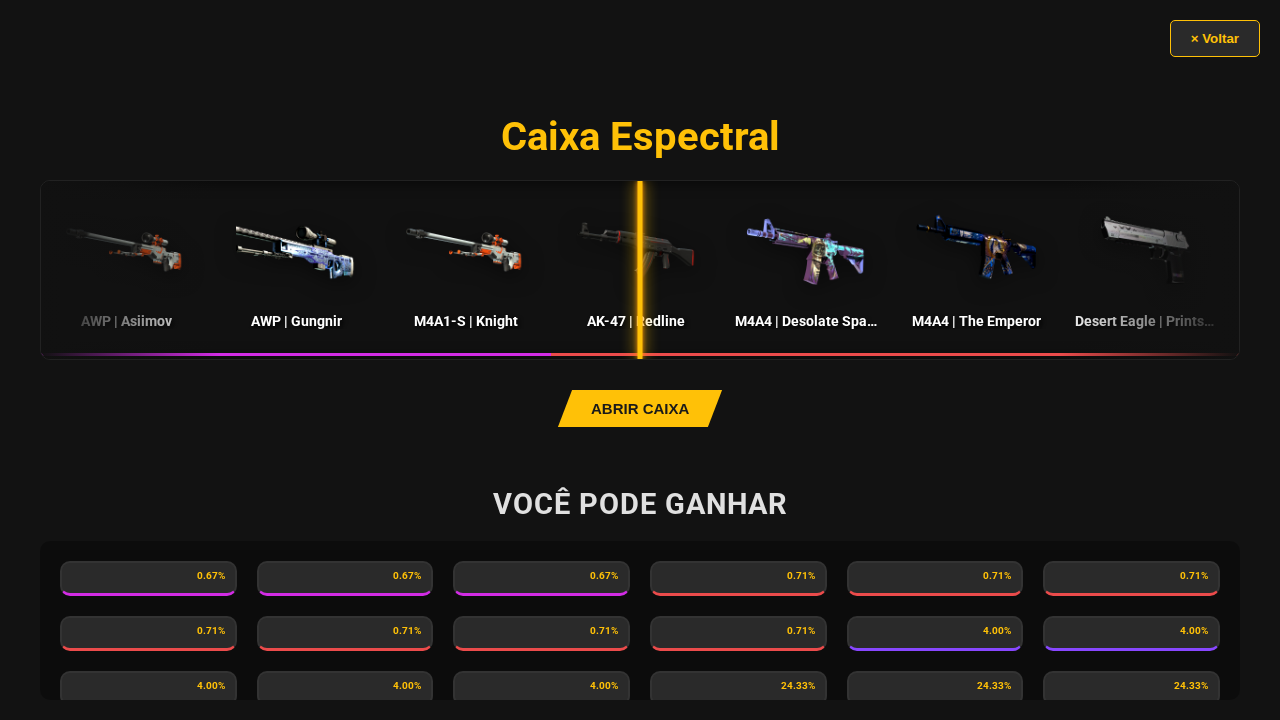 × Voltar
Caixa Espectral
AWP | Asiimov
AWP | Gungnir
M4A1-S | Knight
AK-47 | Redline
M4A4 | Desolate Spa...
M4A4 | The Emperor
Desert Eagle | Prints...
ABRIR CAIXA
VOCÊ PODE GANHAR
0.67%
0.67%
0.67%
0.71%
0.71%
0.71%
0.71%
0.71%
0.71%
0.71%
4.00%
4.00%
4.00%
4.00%
4.00%
24.33%
24.33%
24.33%